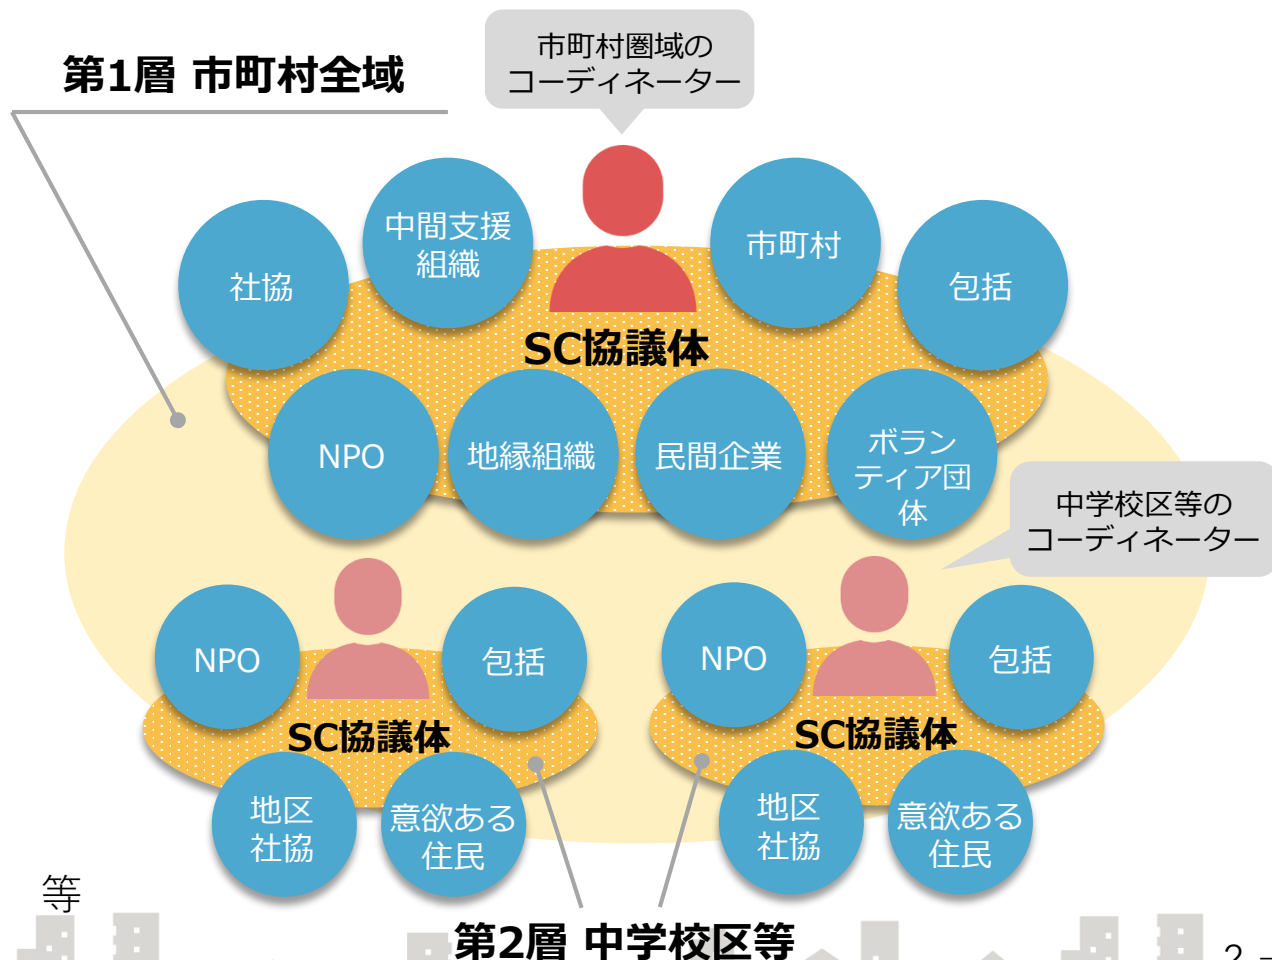 市町村圏域の
コーディネーター
第1層 市町村全域
中間支援
組織
市町村
社協
包括
SC協議体
NPO
地縁組織
民間企業
ボラン
ティア団
体
中学校区等の
コーディネーター
NPO
包括
SC協議体
地区
社協
意欲ある
住民
NPO
包括
SC協議体
地区
社協
意欲ある
住民
等
第2層 中学校区等